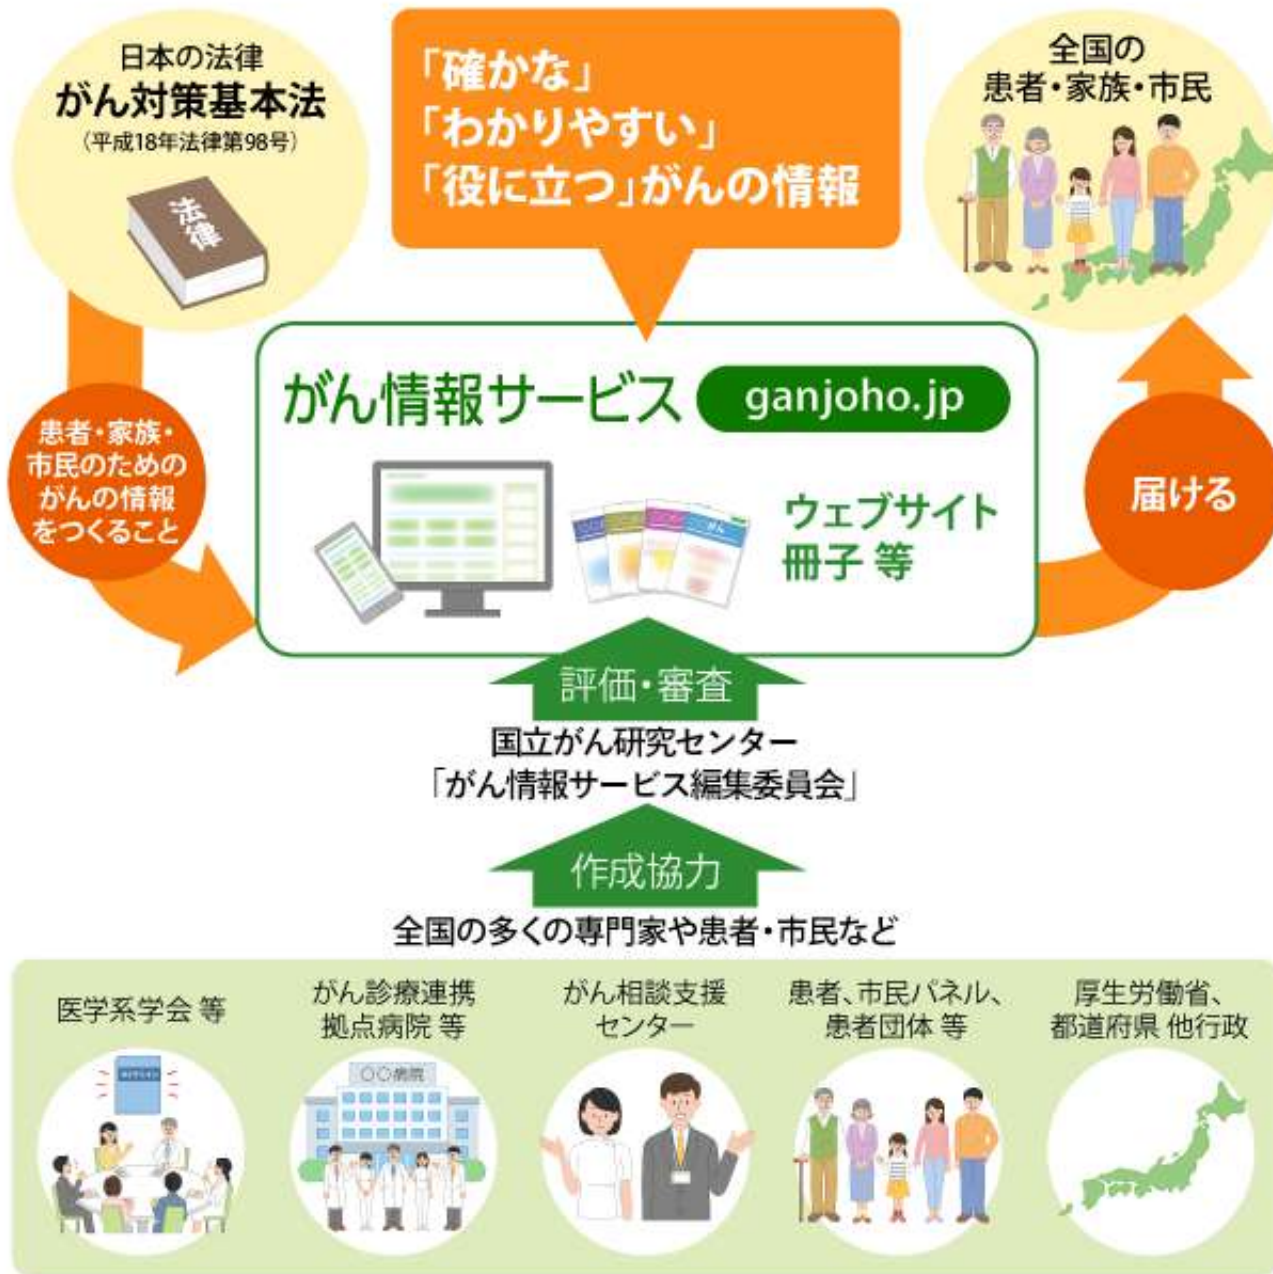 日本の法律
がん対策基本法
（平成18年法律第98号）
法律
「確かな」
「わかりやすい」
「役に立つ」がんの情報
全国の
患者・家族・市民
患者・家族・
市民のための
がんの情報
をつくること
がん情報サービス ganjoho.jp
がん
ウェブサイト
冊子 等
届ける
評価・審査
国立がん研究センター
「がん情報サービス編集委員会」
作成協力
全国の多くの専門家や患者・市民など
医学系学会 等
がん診療連携
拠点病院 等
〇〇病院
がん相談支援
センター
患者、市民パネル、
患者団体 等
厚生労働省、
都道府県 他行政